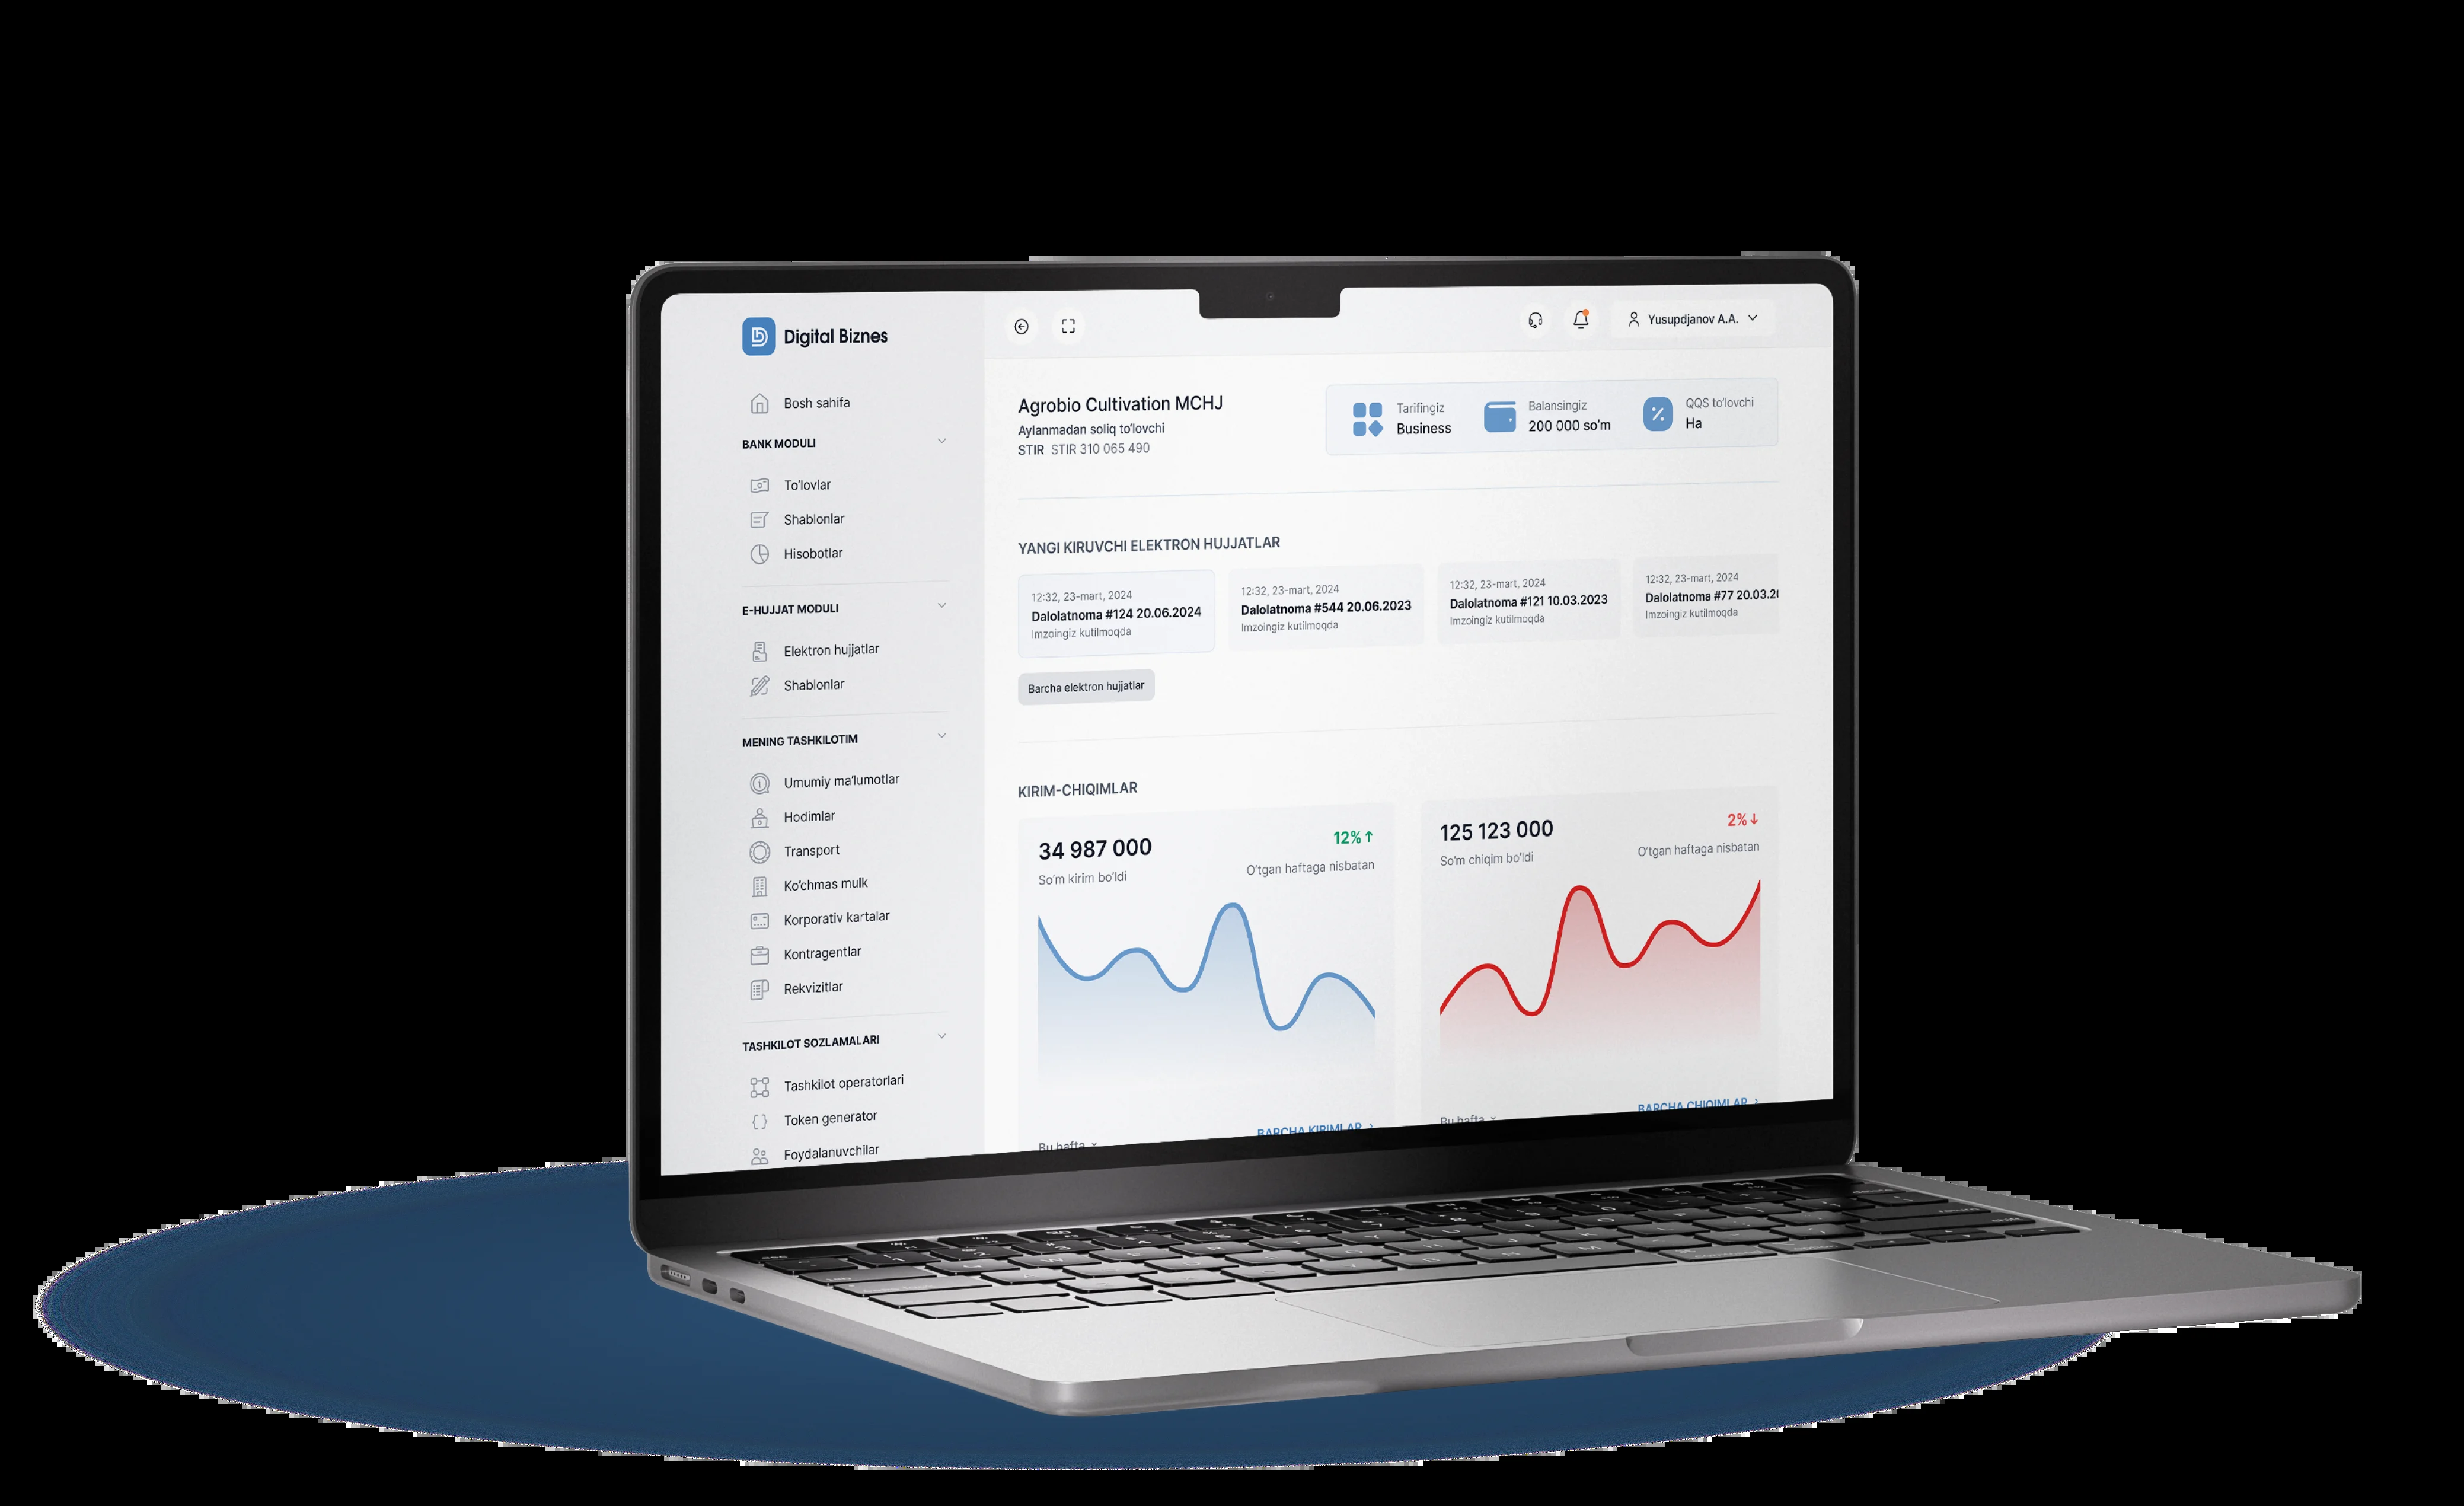 Digital Biznes
Bosh sahifa
BANK MODULI
To'lovlar
Shablonlar
Hisobotlar
E-HUJJAT MODULI
Elektron hujjatlar
Shablonlar
MENING TASHKILOTIM
Umumiy ma'lumotlar
Hodimlar
Transport
Ko'chmas mulk
Korporativ kartalar
Kontragentlar
Rekvizitlar
TASHKILOT SOZLAMALARI
Tashkilot operatorlari
Token generator
Foydalanuvchilar
Yusupdjanov A.A.
Agrobio Cultivation MCHJ
Aylanmadan soliq to'lovchi
STIR STIR 310 065 490
Tarifingiz
Business
Balansingiz
200 000 so'm
QQS to'lovchi
Ha
YANGI KIRUVCHI ELEKTRON HUJJATLAR
12:32, 23-mart, 2024
Dalolatnoma #124 20.06.2024
Imzoingiz kutilmoqda
12:32, 23-mart, 2024
Dalolatnoma #544 20.06.2023
Imzoingiz kutilmoqda
12:32, 23-mart, 2024
Dalolatnoma #121 10.03.2023
Imzoingiz kutilmoqda
12:32, 23-mart, 2024
Dalolatnoma #77 20.03.20
Imzoingiz kutilmoqda
Barcha elektron hujjatlar
KIRIM-CHIQIMLAR
34 987 000
So'm kirim bo'ldi
12%
O'tgan haftaga nisbatan
Bu hafta
BARCHA KIRIMLAR
125 123 000
So'm chiqim bo'ldi
2%
O'tgan haftaga nisbatan
Bu hafta
BARCHA CHIQIMLAR